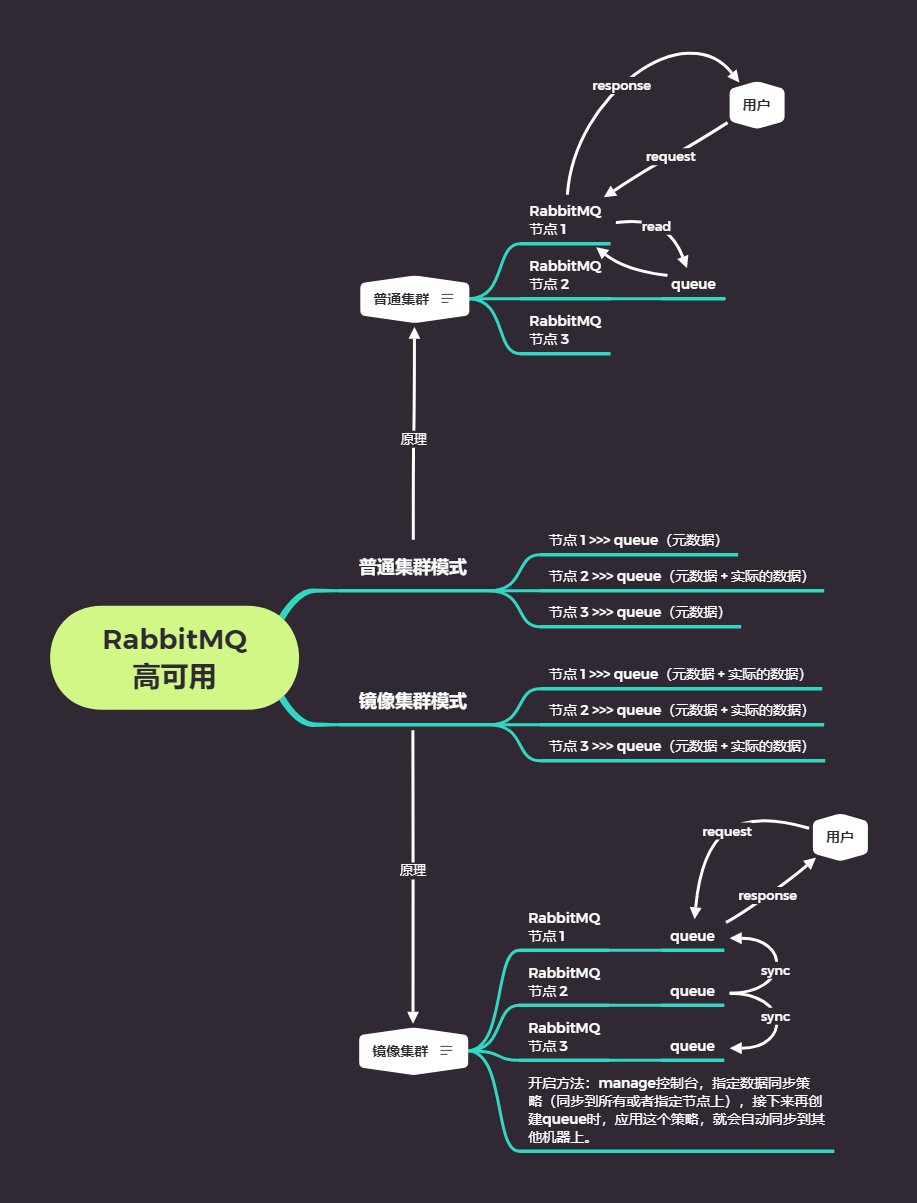 response
用户
request
RabbitMQ
节点 1
read
RabbitMQ
节点 2
queue
RabbitMQ
节点 3
普通集群
原理
普通集群模式
节点 1 >>> queue（元数据）
节点 2 >>> queue（元数据 + 实际的数据）
节点 3 >>> queue（元数据）
RabbitMQ
高可用
镜像集群模式
节点 1 >>> queue（元数据 + 实际的数据）
节点 2 >>> queue（元数据 + 实际的数据）
节点 3 >>> queue（元数据 + 实际的数据）
原理
request
用户
response
RabbitMQ
节点 1
queue
sync
RabbitMQ
节点 2
queue
sync
RabbitMQ
节点 3
queue
镜像集群
开启方法：manage控制台，指定数据同步策
略（同步到所有或者指定节点上），接下来再创
建queue时，应用这个策略，就会自动同步到其
他机器上。